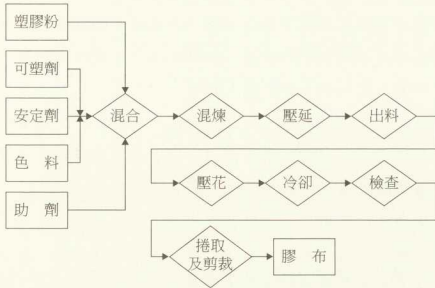 塑膠粉
可塑劑
安定劑
色 料
助 劑
混合
混煉
壓延
出料
壓花
冷卻
檢查
捲取
及剪裁
膠 布